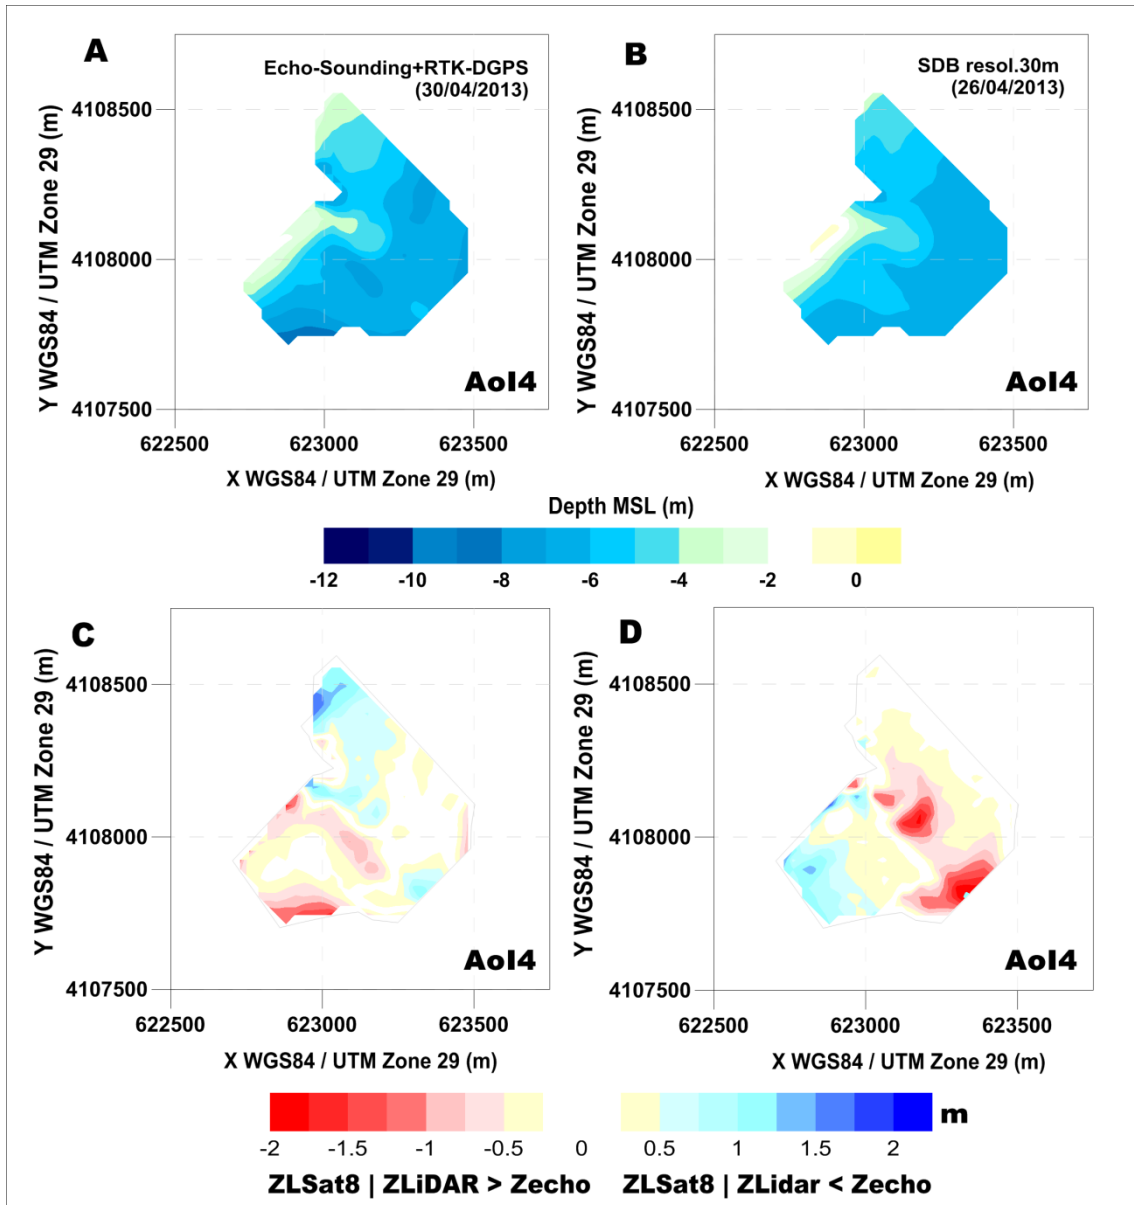 A
Echo-Sounding+RTK-DGPS
(30/04/2013)
Y WGS84 / UTM Zone 29 (m)
4108500
4108000
4107500
AoI4
622500 623000 623500
X WGS84 / UTM Zone 29 (m)
B
SDB resol.30m
(26/04/2013)
Y WGS84 / UTM Zone 29 (m)
4108500
4108000
4107500
AoI4
622500 623000 623500
X WGS84 / UTM Zone 29 (m)
Depth MSL (m)
-12 -10 -8 -6 -4 -2 0
C
Y WGS84 / UTM Zone 29 (m)
4108500
4108000
4107500
AoI4
622500 623000 623500
X WGS84 / UTM Zone 29 (m)
D
Y WGS84 / UTM Zone 29 (m)
4108500
4108000
4107500
AoI4
622500 623000 623500
X WGS84 / UTM Zone 29 (m)
m
-2 -1.5 -1 -0.5 0 0.5 1 1.5 2
ZLSat8 | ZLiDAR > Zecho ZLSat8 | ZLidar < Zecho